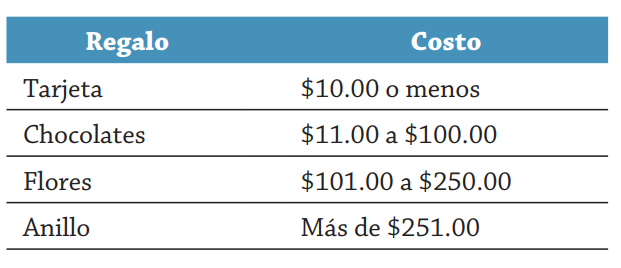 Regalo Costo
Tarjeta $10.00 o menos
Chocolates $11.00 a $100.00
Flores $101.00 a $250.00
Anillo Más de $251.00